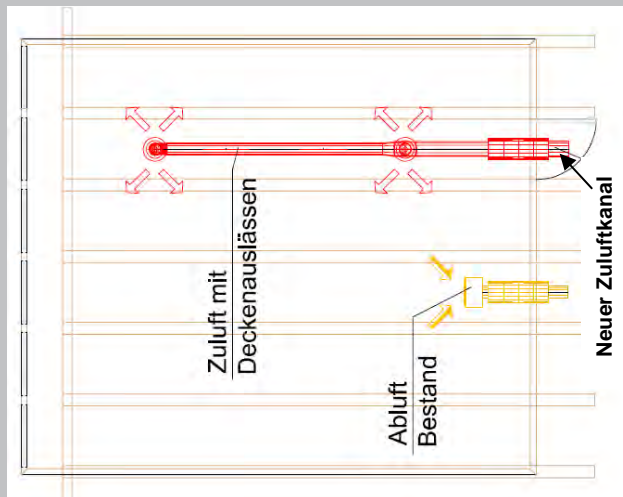 Zuluft mit
Deckenauslässen
Abluft
Bestand
Neuer Zuluftkanal